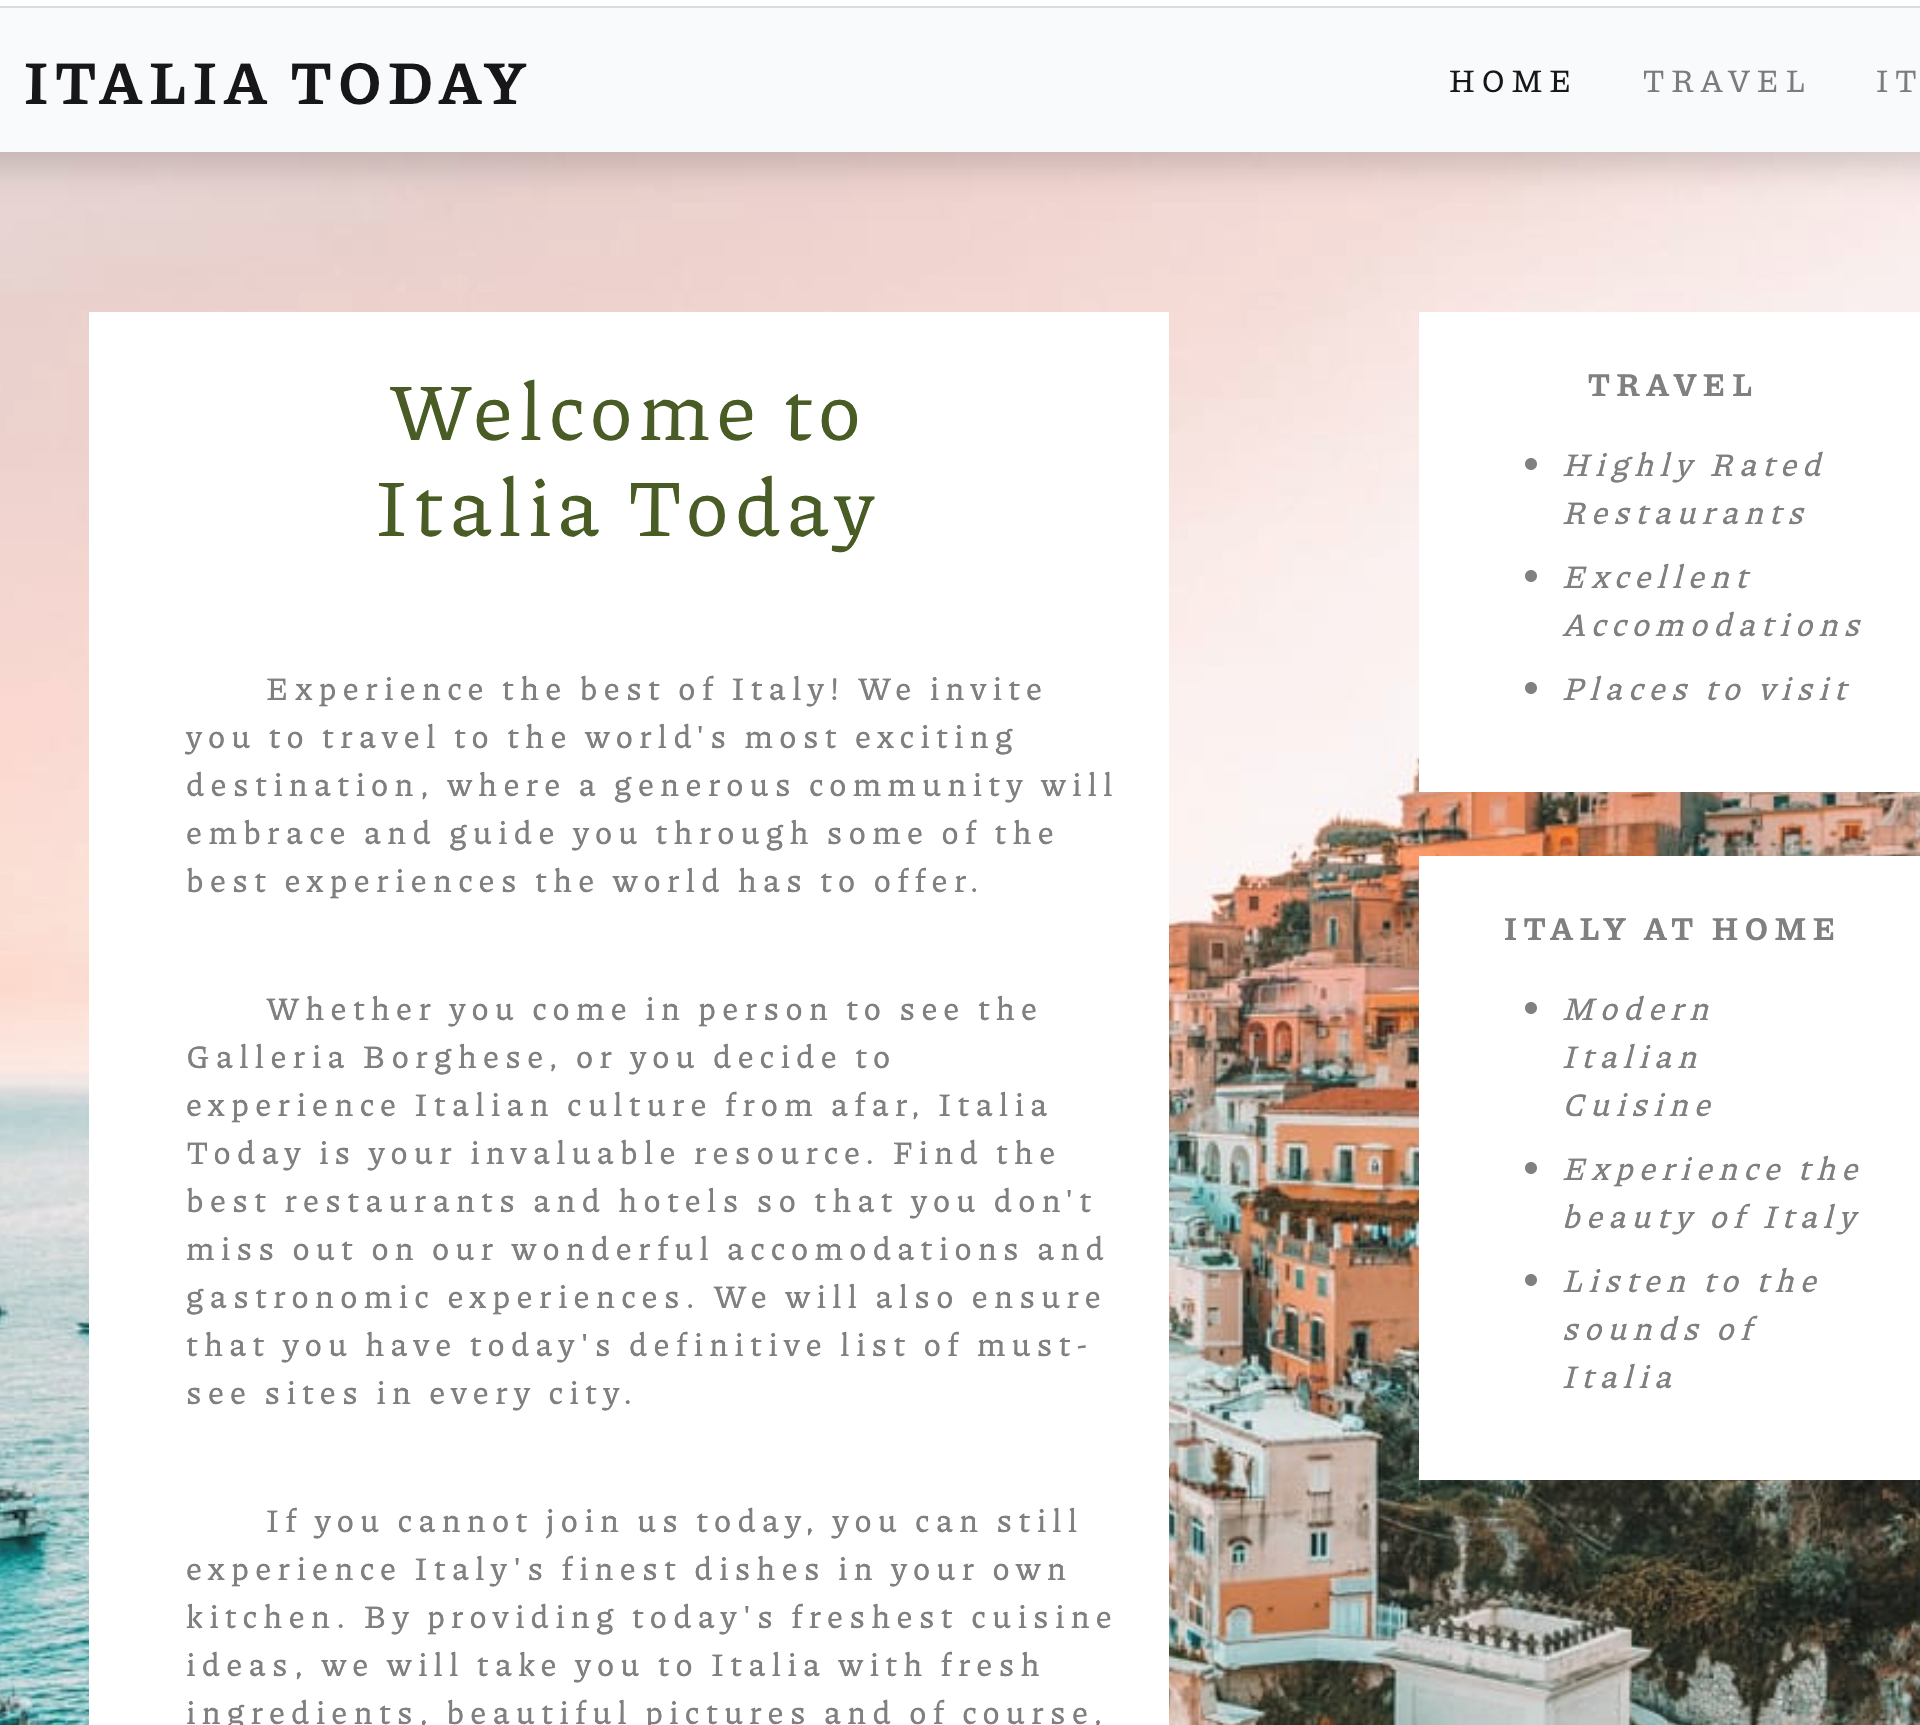 ITALIA TODAY
HOME TRAVEL IT
Welcome to
Italia Today
Experience the best of Italy! We invite
you to travel to the world's most exciting
destination, where a generous community will
embrace and guide you through some of the
best experiences the world has to offer.
Whether you come in person to see the
Galleria Borghese, or you decide to
experience Italian culture from afar, Italia
Today is your invaluable resource. Find the
best restaurants and hotels so that you don't
miss out on our wonderful accomodations and
gastronomic experiences. We will also ensure
that you have today's definitive list of must-
see sites in every city.
If you cannot join us today, you can still
experience Italy's finest dishes in your own
kitchen. By providing today's freshest cuisine
ideas, we will take you to Italia with fresh
ingredients, beautiful pictures and of course,
TRAVEL
• Highly Rated
Restaurants
• Excellent
Accomodations
• Places to visit
ITALY AT HOME
• Modern
Italian
Cuisine
• Experience the
beauty of Italy
• Listen to the
sounds of
Italia